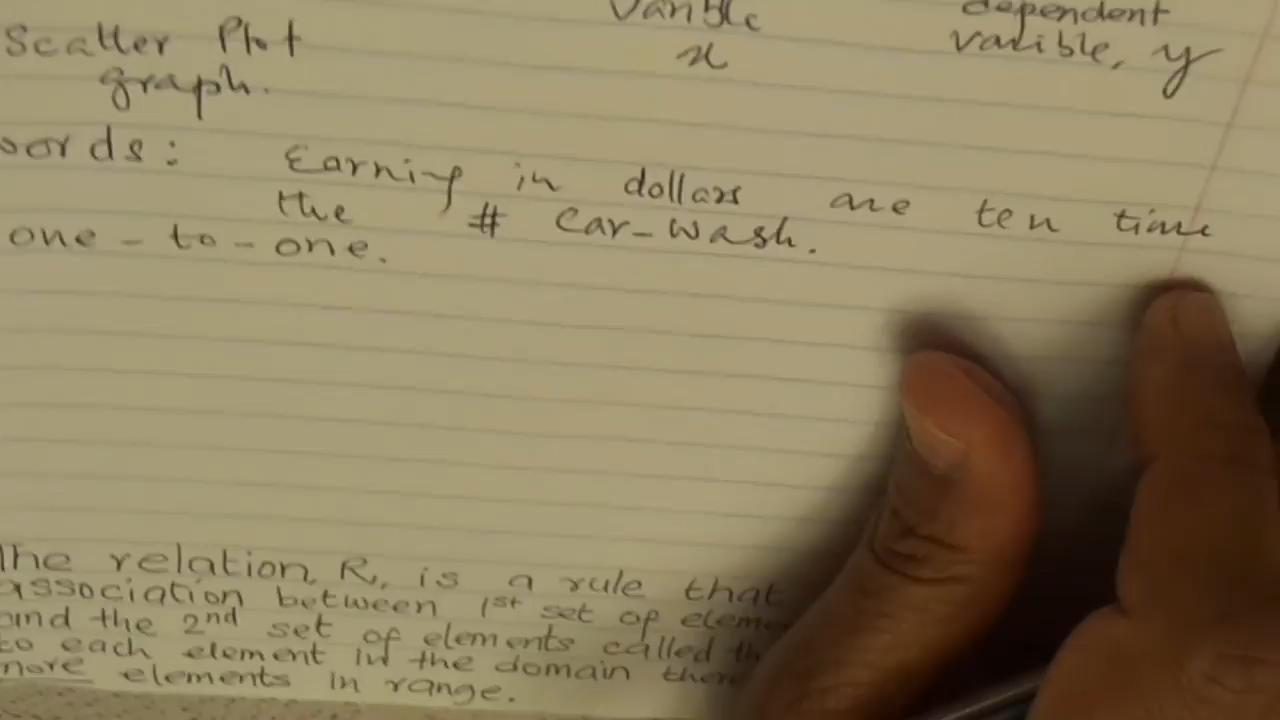 Varible
dependent
Scatter Plot
x
varible, y
graph.
ords: Earning in dollars are ten time
the # Car-wash.
one-to-one.
The relation, R, is a rule that
association between 1st set of eleme
and the 2nd set of elements called th
to each element in the domain ther
more elements in range.